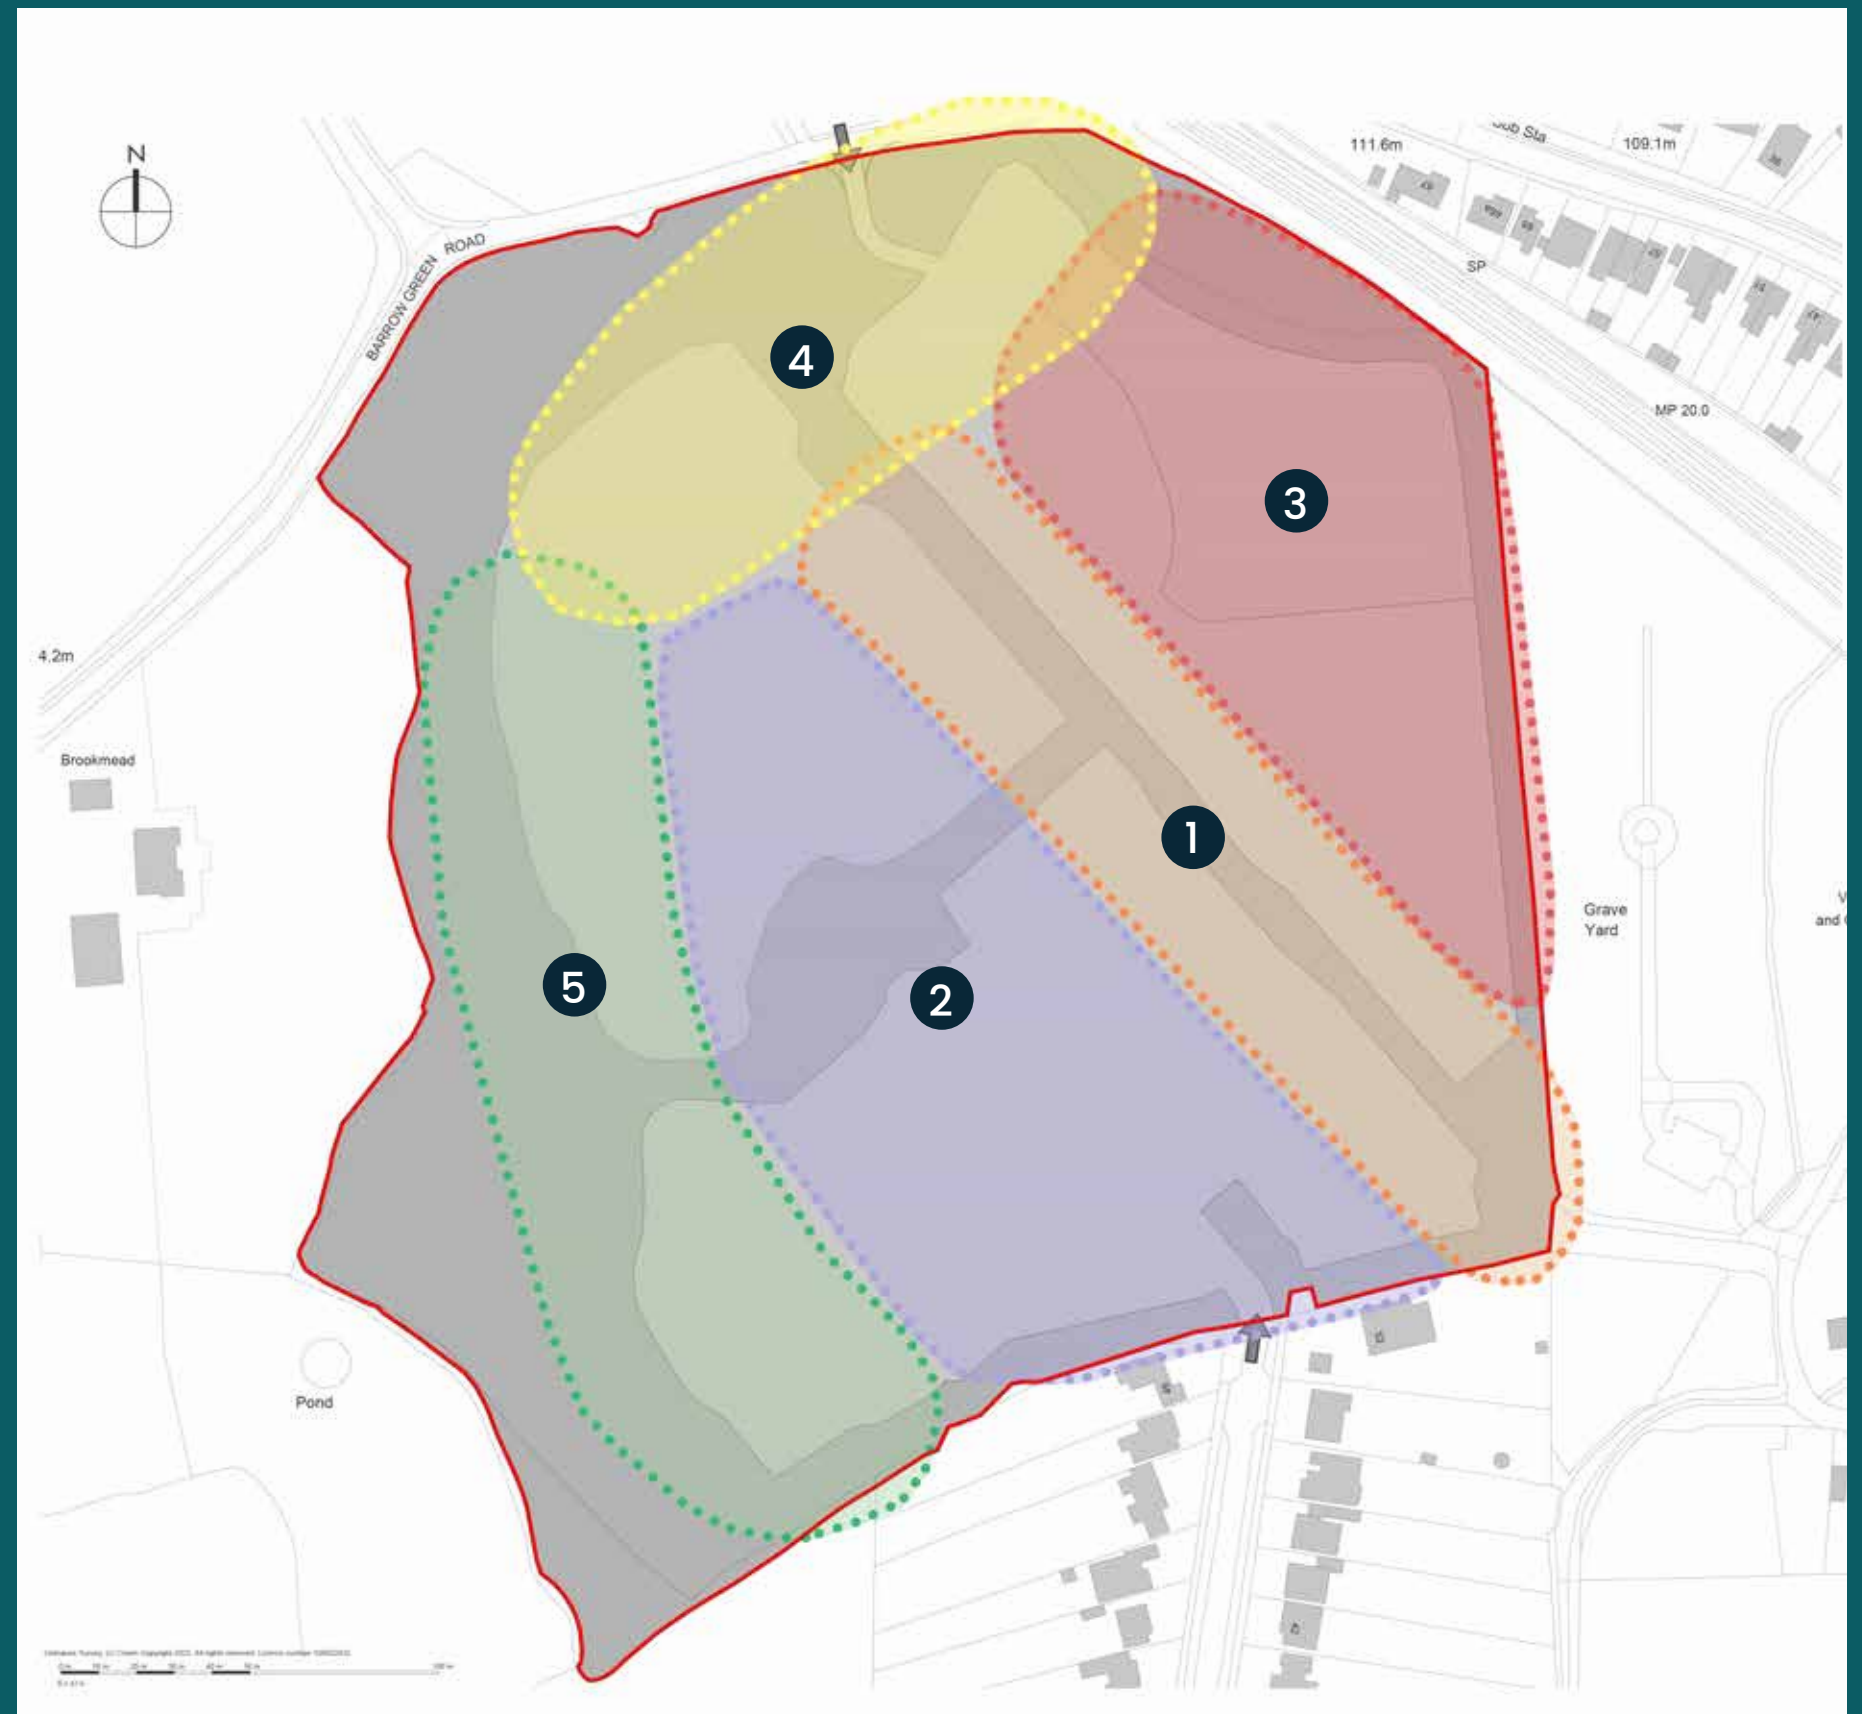 N
111.6m
Sub Sta
109.1m
BARROW GREEN ROAD
SP
4
MP 20.0
3
4.2m
Brookmead
1
Grave
Yard
and
5
2
Pond